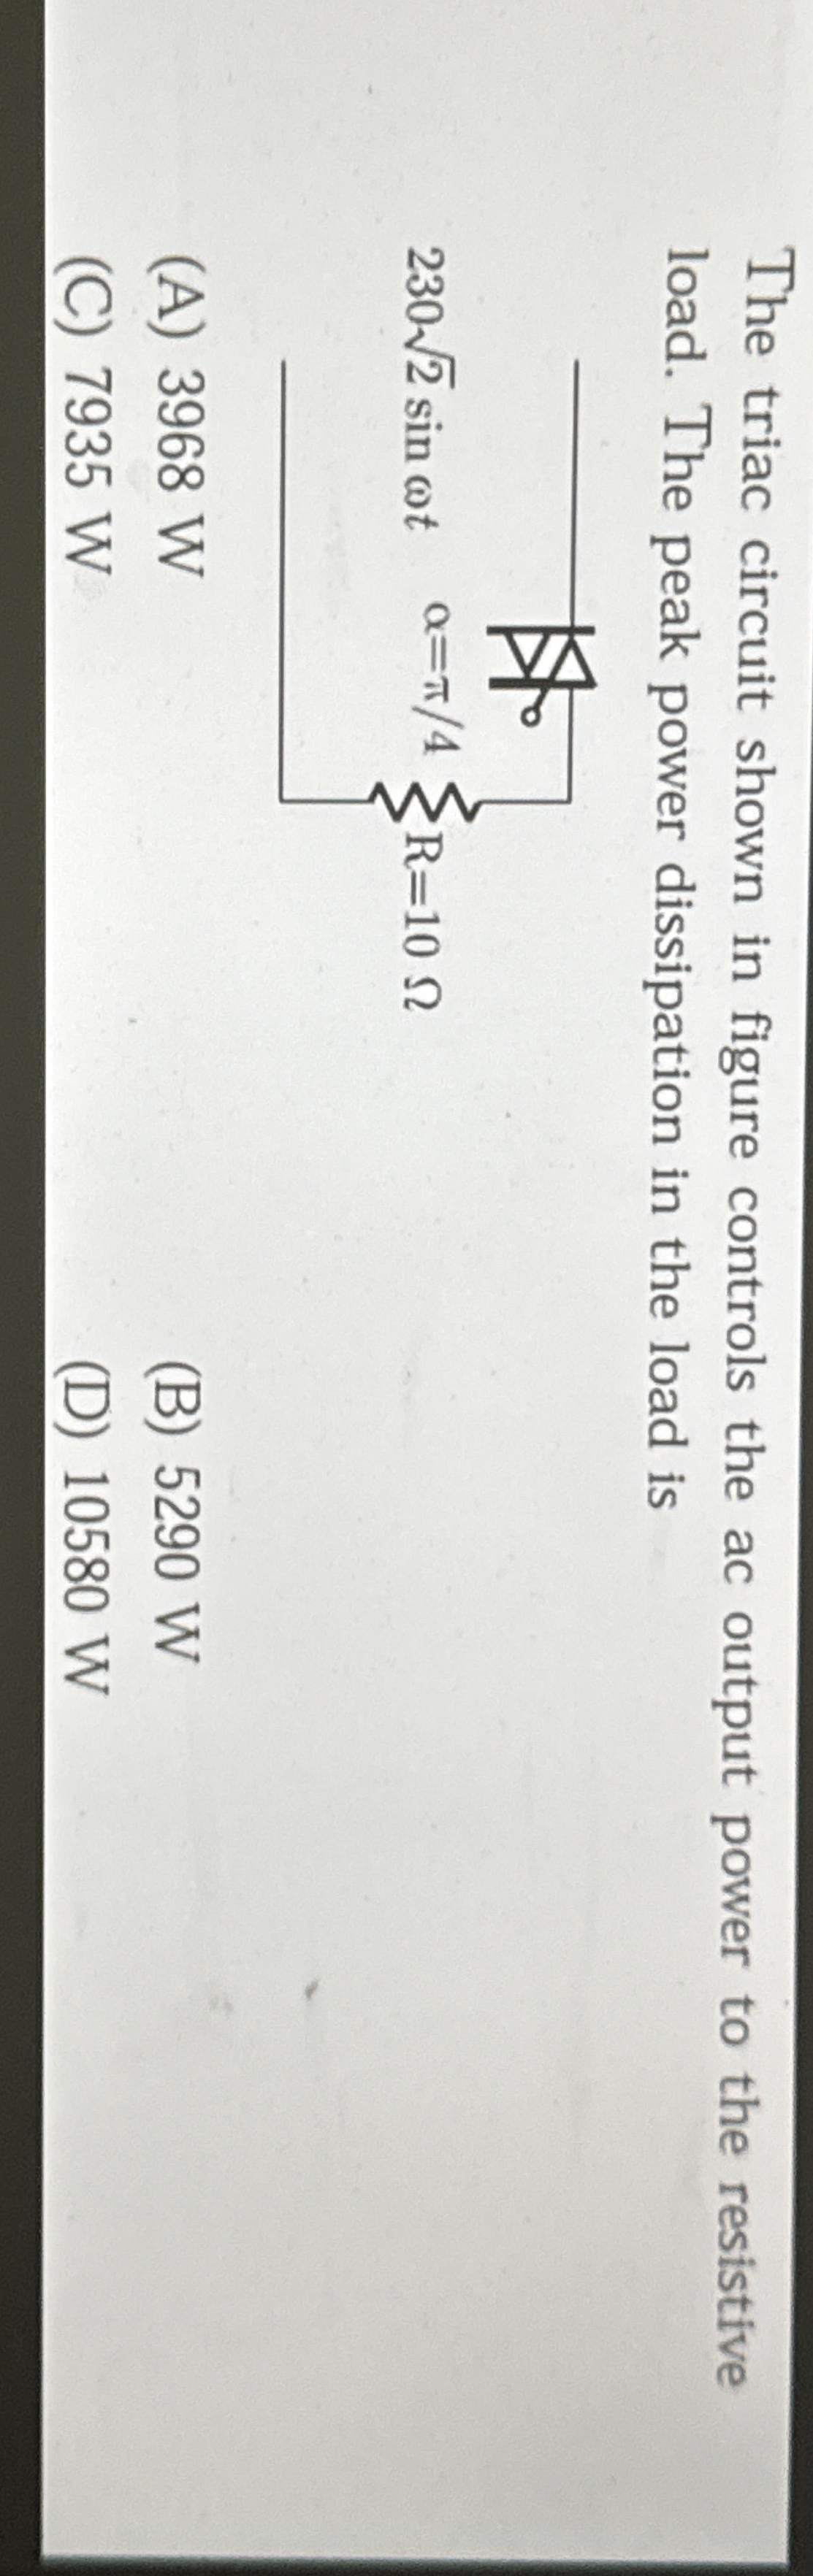 The triac circuit shown in figure controls the ac output power to the resistive
load. The peak power dissipation in the load is
230√2 sin ωt
α=π/4
R=10 Ω
(A) 3968 W
(B) 5290 W
(C) 7935 W
(D) 10580 W